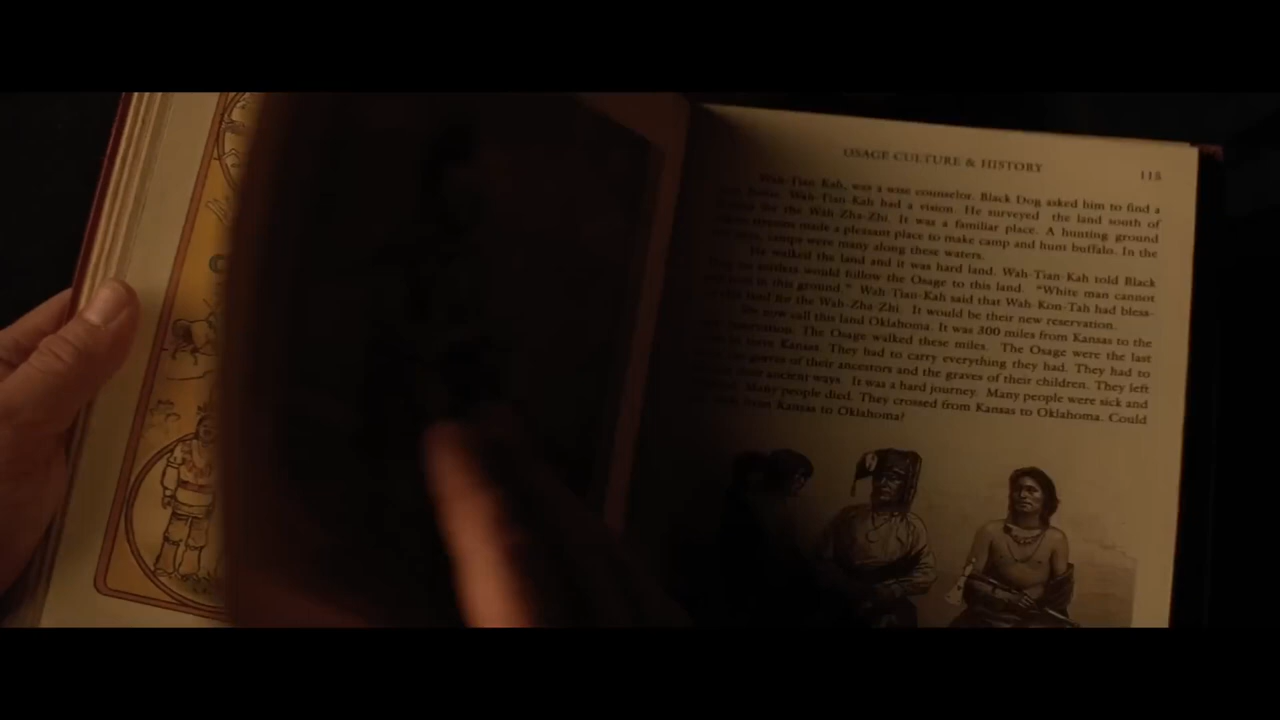 OSAGE CULTURE & HISTORY
115
Wah-Tian Kah, was a wise counselor. Black Dog asked him to find a
Wah-Tian-Kah had a vision. He surveyed the land south of
for the Wah Zha-Zhi. It was a familiar place. A hunting ground
made a pleasant place to make camp and hunt buffalo. In the
camps were many along these waters.
He walked the land and it was hard land. Wah-Tian-Kah told Black
would follow the Osage to this land. "White man cannot
in this ground." Wah-Tian-Kah said that Wah-Kon-Tah had bless-
for the Wah-Zha-Zhi. It would be their new reservation.
now call this land Oklahoma. It was 300 miles from Kansas to the
reservation. The Osage walked these miles. The Osage were the last
Kansas. They had to carry everything they had. They had to
graves of their ancestors and the graves of their children. They left
their ancient ways. It was a hard journey. Many people were sick and
Many people died. They crossed from Kansas to Oklahoma. Could
from Kansas to Oklahoma!